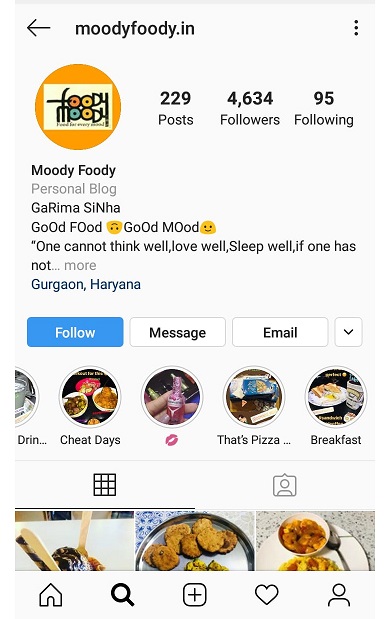 moodyfoody.in
foody
moody!
Food for every mood
229
4,634
95
Posts
Followers
Following
Moody Foody
Personal Blog
GaRima SiNha
GoOd FOod 🙃GoOD MOod🙂
“One cannot think well,love well,Sleep well,if one has
not... more
Gurgaon, Haryana
Follow
Message
Email
Drin...
Cheat Days
💋
That's Pizza ...
Breakfast